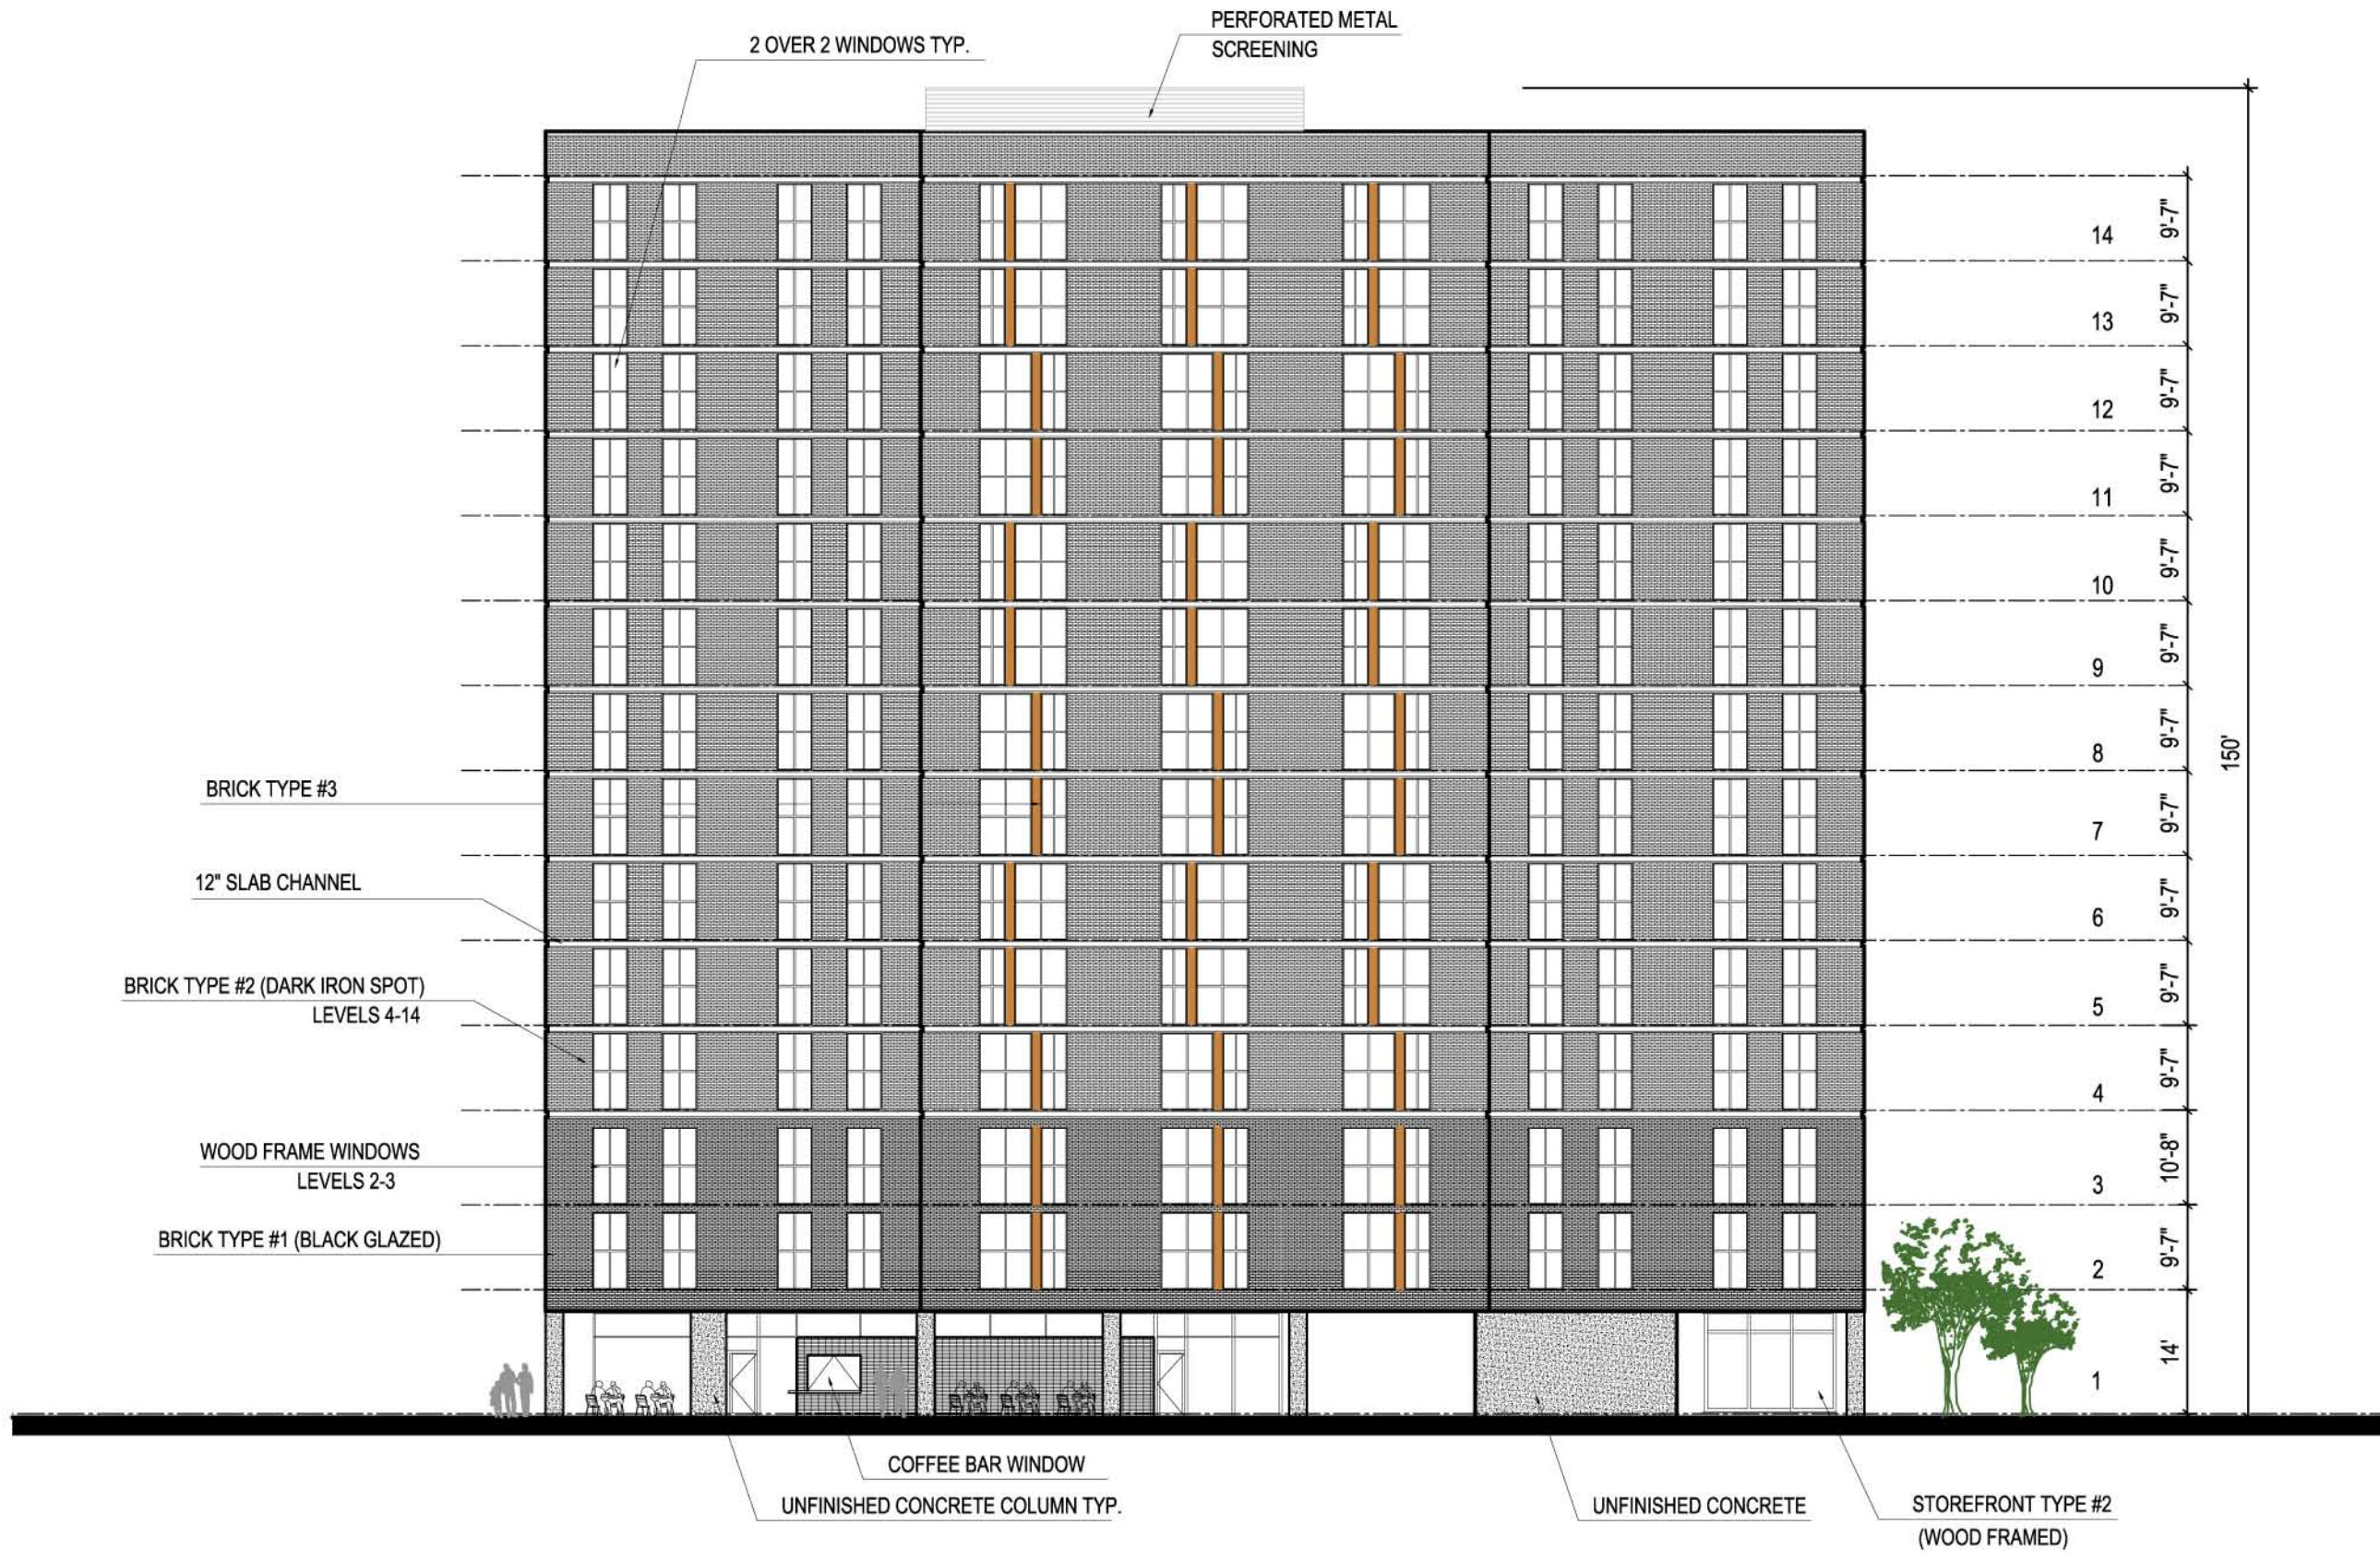 PERFORATED METAL
SCREENING
2 OVER 2 WINDOWS TYP.
14
9'-7"
13
9'-7"
12
9'-7"
11
9'-7"
10
9'-7"
9
9'-7"
8
9'-7"
150'
BRICK TYPE #3
7
9'-7"
12" SLAB CHANNEL
6
9'-7"
BRICK TYPE #2 (DARK IRON SPOT)
LEVELS 4-14
5
9'-7"
4
9'-7"
WOOD FRAME WINDOWS
LEVELS 2-3
3
10'-8"
BRICK TYPE #1 (BLACK GLAZED)
2
9'-7"
1
14'
COFFEE BAR WINDOW
UNFINISHED CONCRETE COLUMN TYP.
UNFINISHED CONCRETE
STOREFRONT TYPE #2
(WOOD FRAMED)